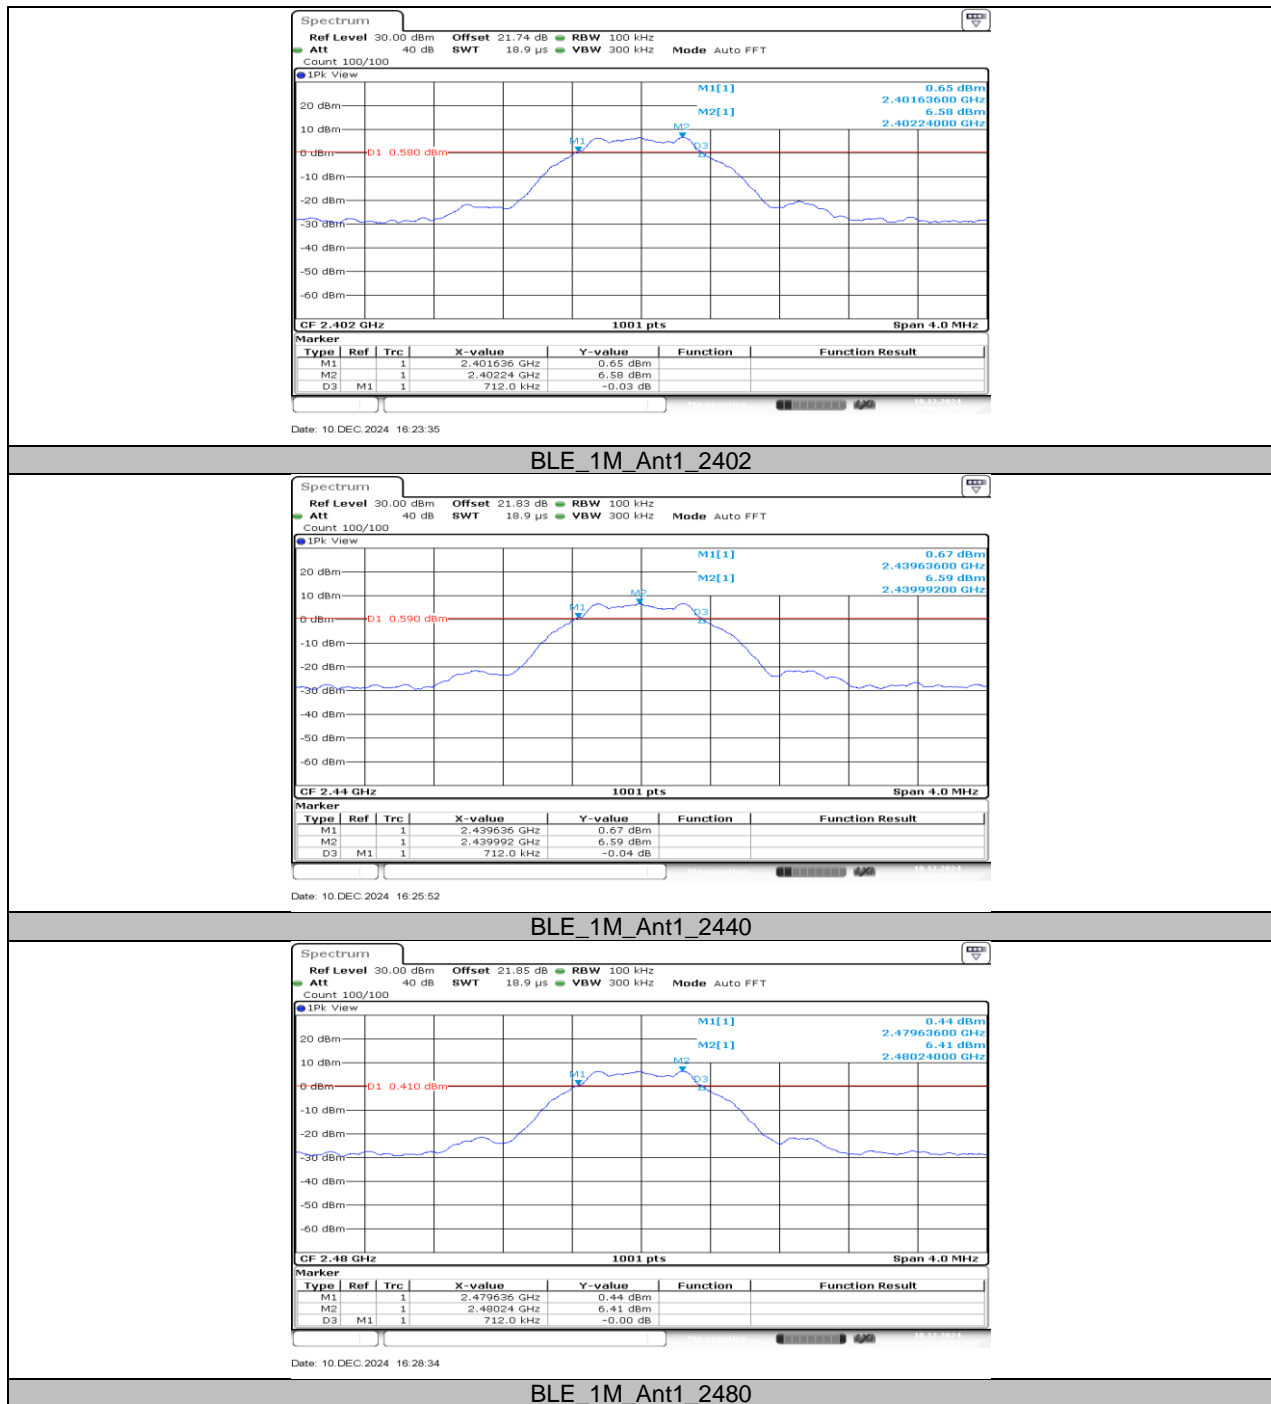 Spectrum
Ref Level 30.00 dBm Offset 21.74 dB RBW 100 kHz
Att 40 dB SWT 18.9 µs VBW 300 kHz Mode Auto FFT
Count 100/100
1Pk View
M1[1] 0.65 dBm
2.40163600 GHz
20 dBm
M2[1] 6.58 dBm
2.40224000 GHz
10 dBm
M2
M1
D3
0 dBm
D1 0.580 dBm
-10 dBm
-20 dBm
-30 dBm
-40 dBm
-50 dBm
-60 dBm
CF 2.402 GHz 1001 pts Span 4.0 MHz
Marker
Type Ref Trc X-value Y-value Function Function Result
M1 1 2.401636 GHz 0.65 dBm
M2 1 2.40224 GHz 6.58 dBm
D3 M1 1 712.0 kHz -0.03 dB
Date: 10.DEC.2024 16:23:35
BLE_1M_Ant1_2402
Spectrum
Ref Level 30.00 dBm Offset 21.83 dB RBW 100 kHz
Att 40 dB SWT 18.9 µs VBW 300 kHz Mode Auto FFT
Count 100/100
1Pk View
M1[1] 0.67 dBm
2.43963600 GHz
20 dBm
M2[1] 6.59 dBm
2.43999200 GHz
10 dBm
M2
M1
D3
0 dBm
D1 0.590 dBm
-10 dBm
-20 dBm
-30 dBm
-40 dBm
-50 dBm
-60 dBm
CF 2.44 GHz 1001 pts Span 4.0 MHz
Marker
Type Ref Trc X-value Y-value Function Function Result
M1 1 2.439636 GHz 0.67 dBm
M2 1 2.439992 GHz 6.59 dBm
D3 M1 1 712.0 kHz -0.04 dB
Date: 10.DEC.2024 16:25:52
BLE_1M_Ant1_2440
Spectrum
Ref Level 30.00 dBm Offset 21.85 dB RBW 100 kHz
Att 40 dB SWT 18.9 µs VBW 300 kHz Mode Auto FFT
Count 100/100
1Pk View
M1[1] 0.44 dBm
2.47963600 GHz
20 dBm
M2[1] 6.41 dBm
2.48024000 GHz
10 dBm
M2
M1
D3
0 dBm
D1 0.410 dBm
-10 dBm
-20 dBm
-30 dBm
-40 dBm
-50 dBm
-60 dBm
CF 2.48 GHz 1001 pts Span 4.0 MHz
Marker
Type Ref Trc X-value Y-value Function Function Result
M1 1 2.479636 GHz 0.44 dBm
M2 1 2.48024 GHz 6.41 dBm
D3 M1 1 712.0 kHz -0.00 dB
Date: 10.DEC.2024 16:28:34
BLE_1M_Ant1_2480